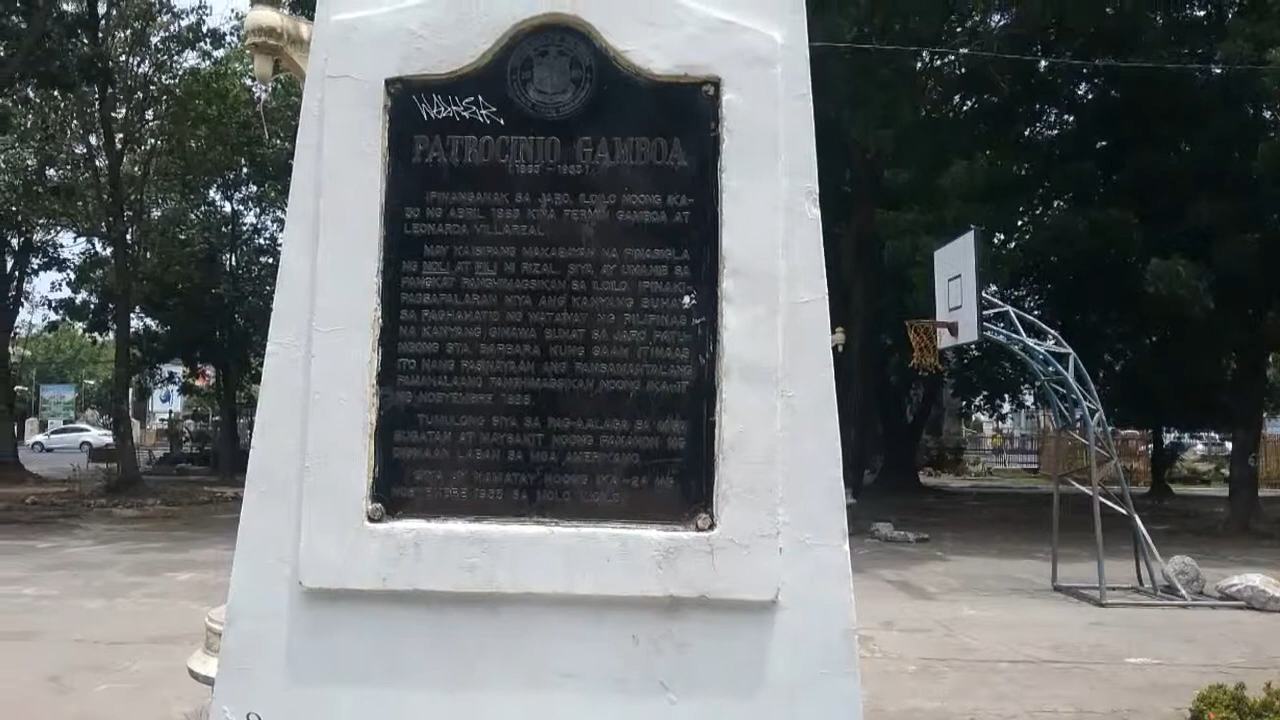 PATROCINIO GAMBOA
IPINANGANAK SA JARO, ILOILO NOONG IKA-
30 NG ABRIL 1865 KINA FERMIN GAMBOA AT
LEONARDA VILLAREAL.
MAY KAISIPANG MAKABAYAN NA PINASIGLA
NG NOLI AT FILI NI RIZAL, SIYA AY UMANIB SA
PANGKAT PANGHIMAGSIKAN SA ILOILO. IPINAKI-
PAGSAPALARAN NIYA ANG KANYANG BUHAY
SA PAGHAHATID NG WATAWAT NG PILIPINAS
NA KANYANG GINAWA BUHAT SA JARO PATU-
NGONG STA. BARBARA KUNG SAAN ITINAAS
ITO NANG PASINAYAAN ANG PANSAMANTALANG
PAMAHALAANG PANGHIMAGSIKAN NOONG IKA-17
NG NOBYEMBRE 1898.
TUMULONG SIYA SA PAG-AALAGA SA MGA
SUGATAN AT MAYSAKIT NOONG PANAHON NG
DIGMAAN LABAN SA MGA AMERIKANO.
SIYA AY NAMATAY NOONG IKA-24 NG
NOBYEMBRE 1953 SA MOLO, ILOILO.